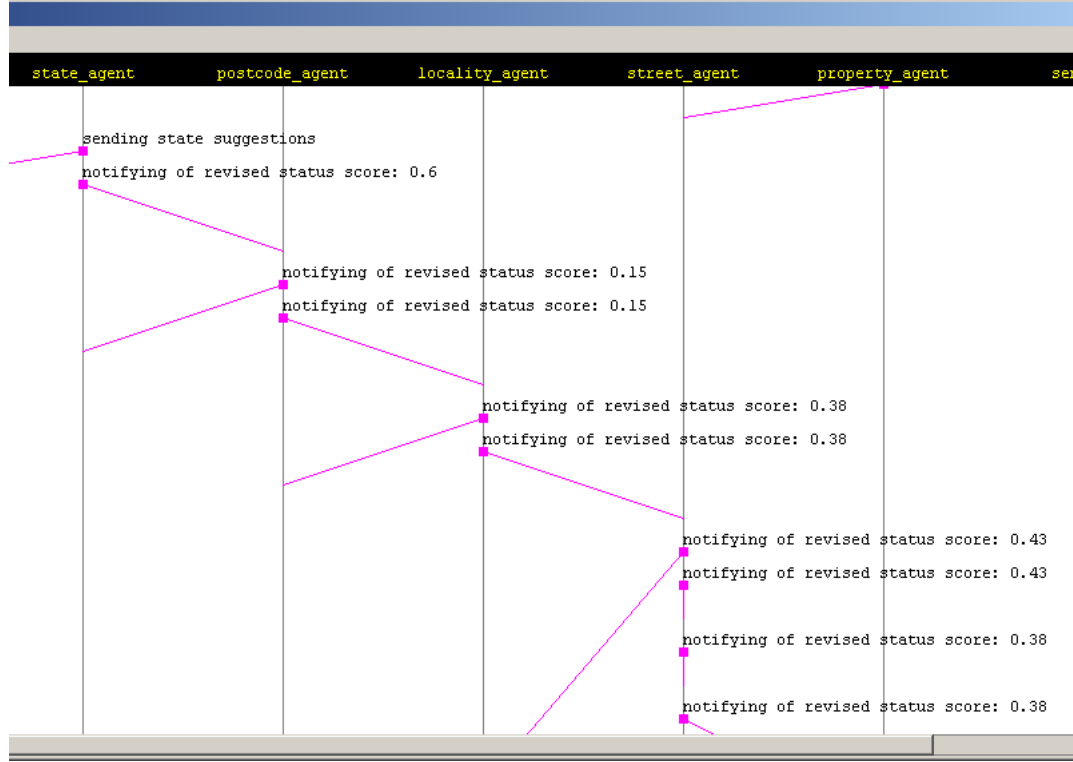 state_agent postcode_agent locality_agent street_agent property_agent ser
sending state suggestions
notifying of revised status score: 0.6
notifying of revised status score: 0.15
notifying of revised status score: 0.15
notifying of revised status score: 0.38
notifying of revised status score: 0.38
notifying of revised status score: 0.43
notifying of revised status score: 0.43
notifying of revised status score: 0.38
notifying of revised status score: 0.38